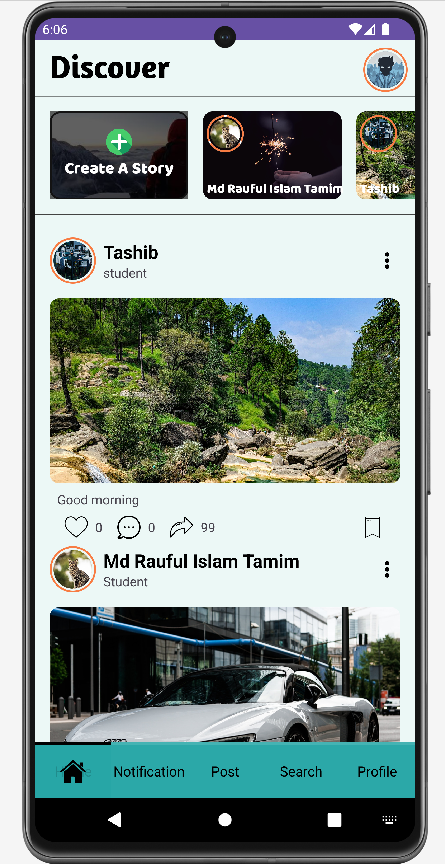 6:06
Discover
Create A Story
Md Rauful Islam Tamim
Tashib
Tashib
student
Good morning
0
0
99
Md Rauful Islam Tamim
Student
Notification
Post
Search
Profile